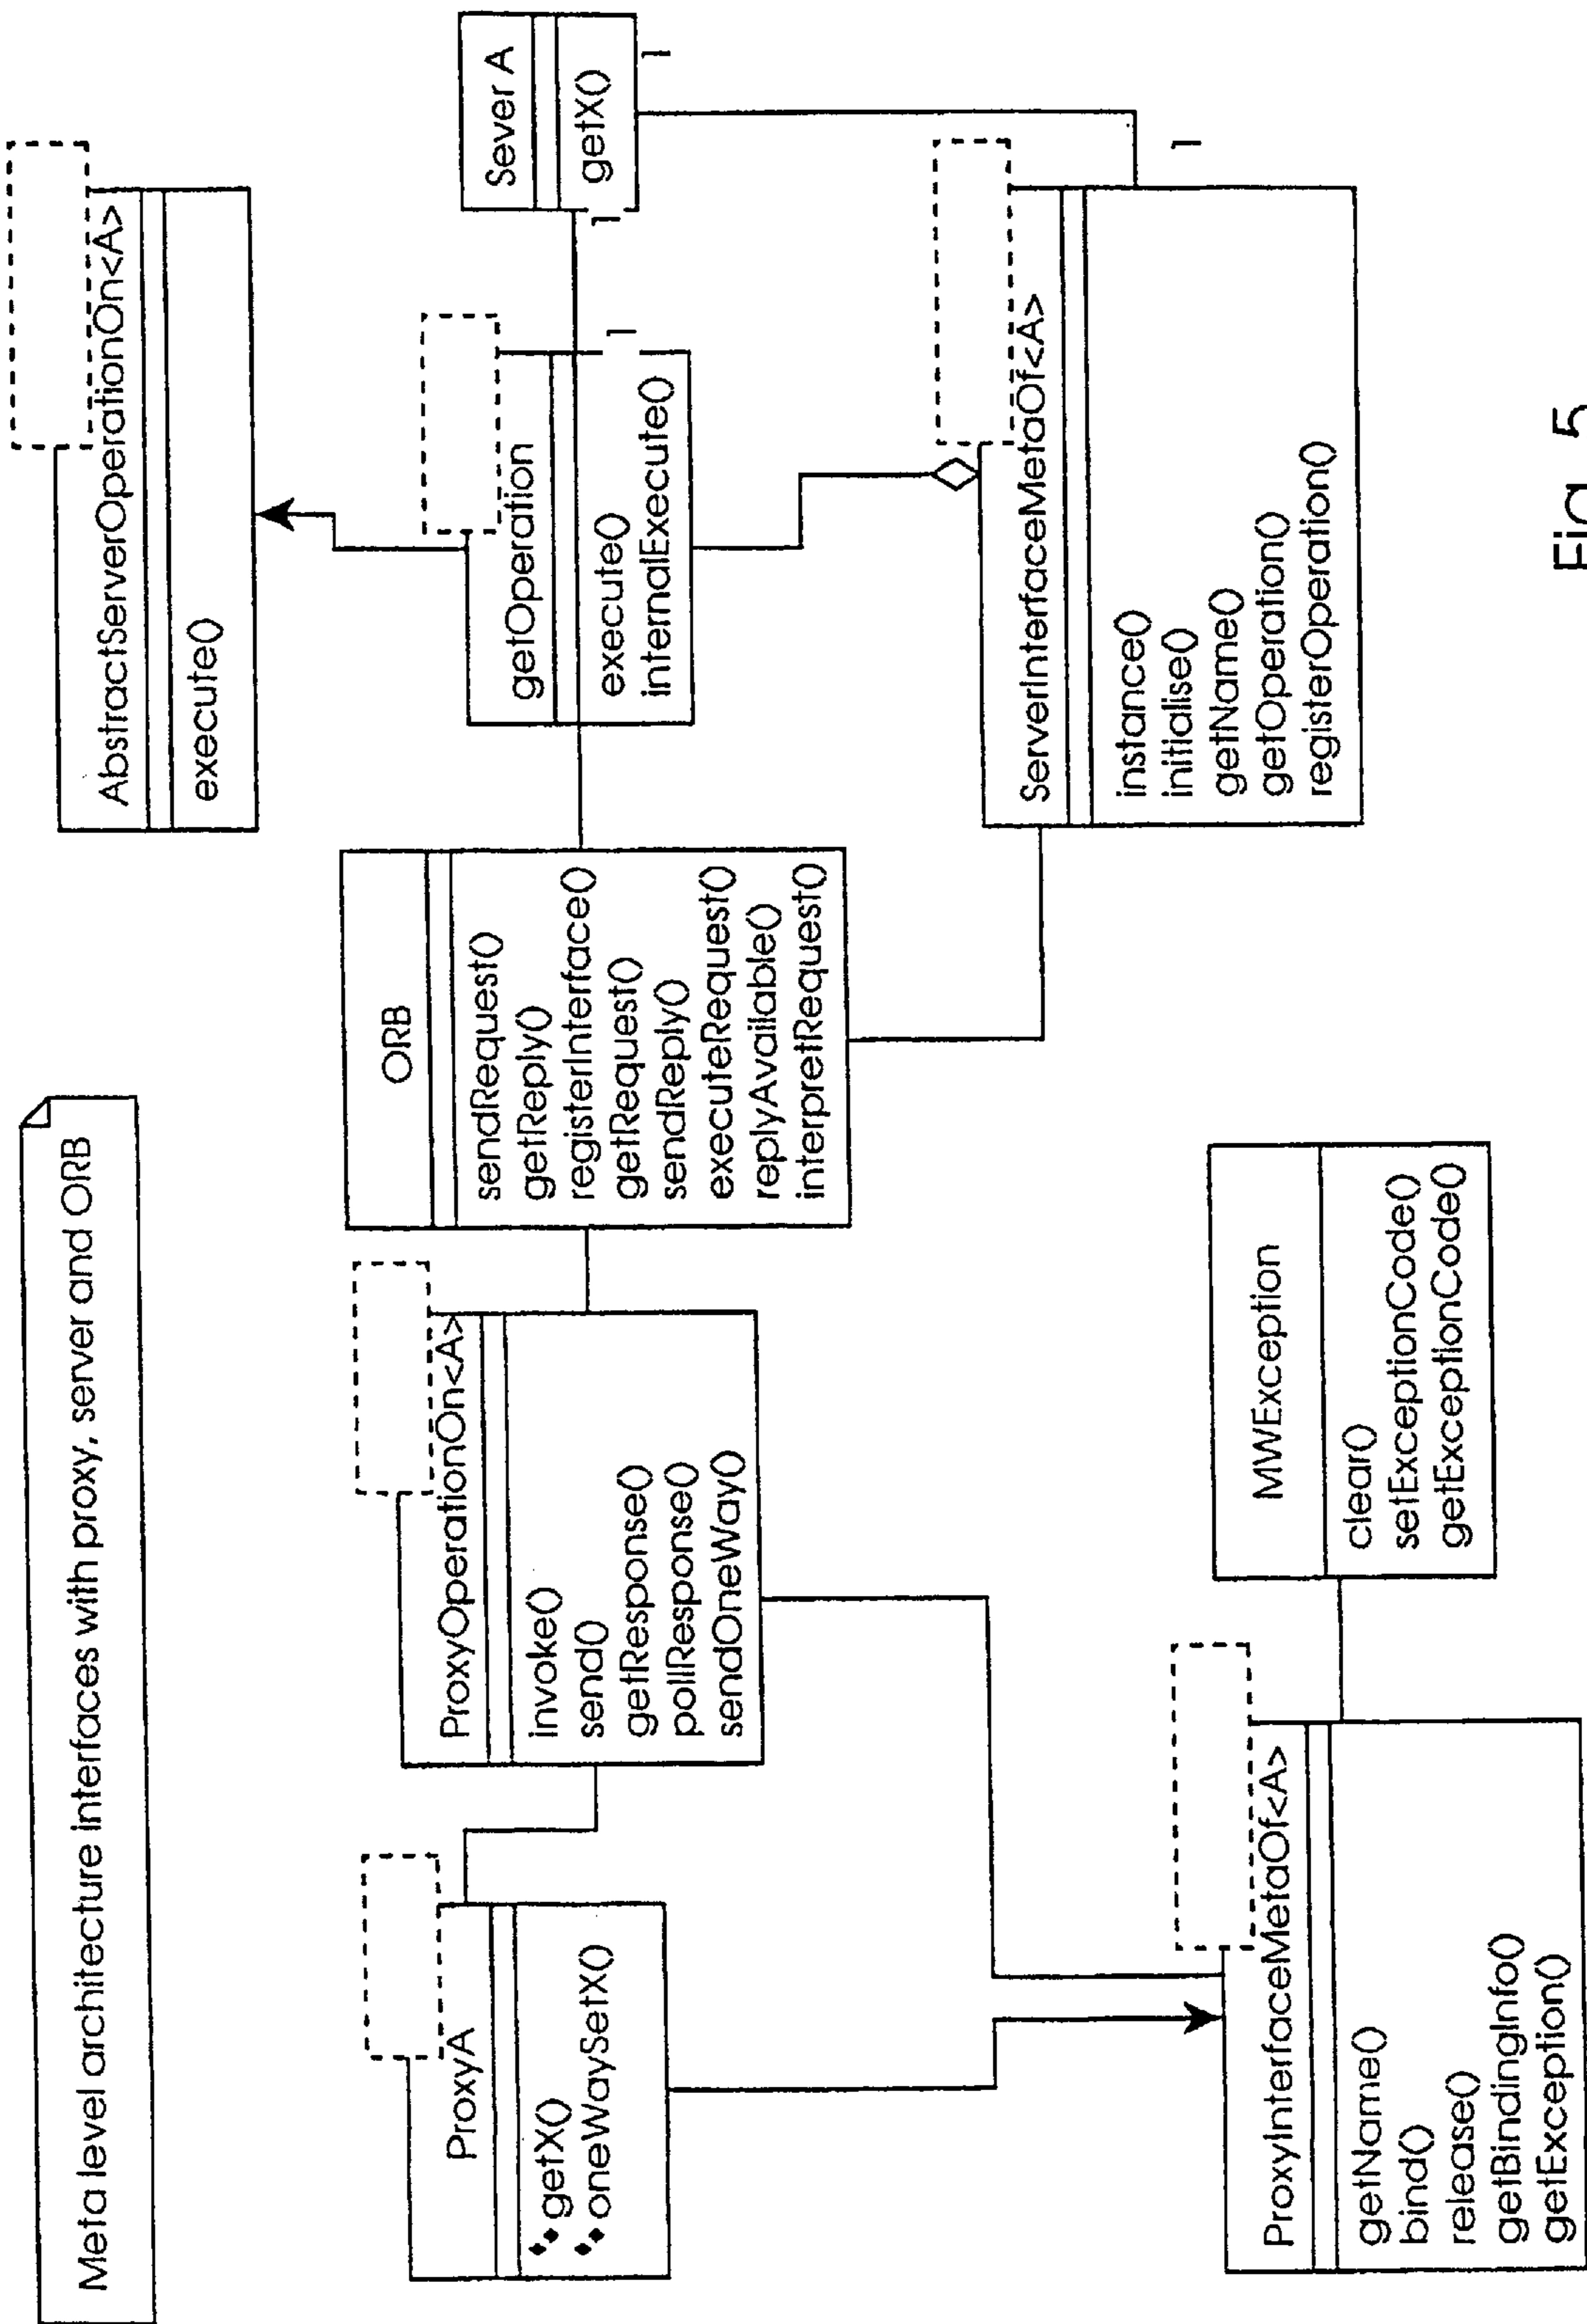 Meta level architecture interfaces with proxy, server and ORB
ProxyA
getX()
oneWaySetX()
ProxyOperationOn<A>
invoke()
send()
getResponse()
pollResponse()
sendOneWay()
ORB
sendRequest()
getReply()
registerInterface()
getRequest()
sendReply()
executeRequest()
replyAvailable()
interpretRequest()
AbstractServerOperationOn<A>
execute()
getOperation
execute()
internalExecute()
1
1
Sever A
getX()
1
ProxyInterfaceMetaOf<A>
getName()
bind()
release()
getBindingInfo()
getException()
MWException
clear()
setExceptionCode()
getExceptionCode()
ServerInterfaceMetaOf<A>
instance()
initialise()
getName()
getOperation()
registerOperation()
1
Fig. 5